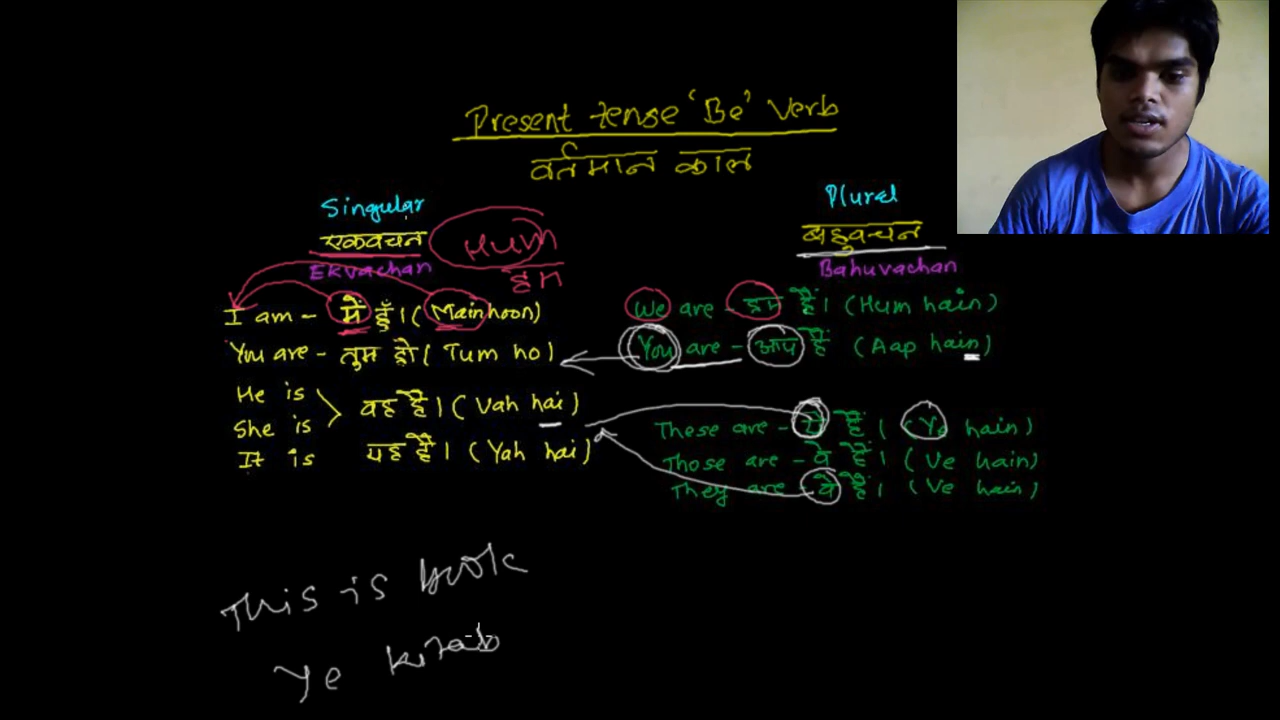 Present tense 'Be' Verb
वर्तमान काल
Singular
एकवचन
Ekvachan
Hum
हम
I am - मैं हूँ। (Main hoon)
You are - तुम हो (Tum ho)
He is
She is
It is
वह है। (Vah hai)
यह है। (Yah hai)
Plural
बहुवचन
Bahuvachan
We are - हम हैं। (Hum hain)
You are - आप हैं (Aap hain)
These are - ये हैं। (Ye hain)
Those are - वे हैं। (Ve hain)
They are - वे हैं। (Ve hain)
This is book
Ye kitab